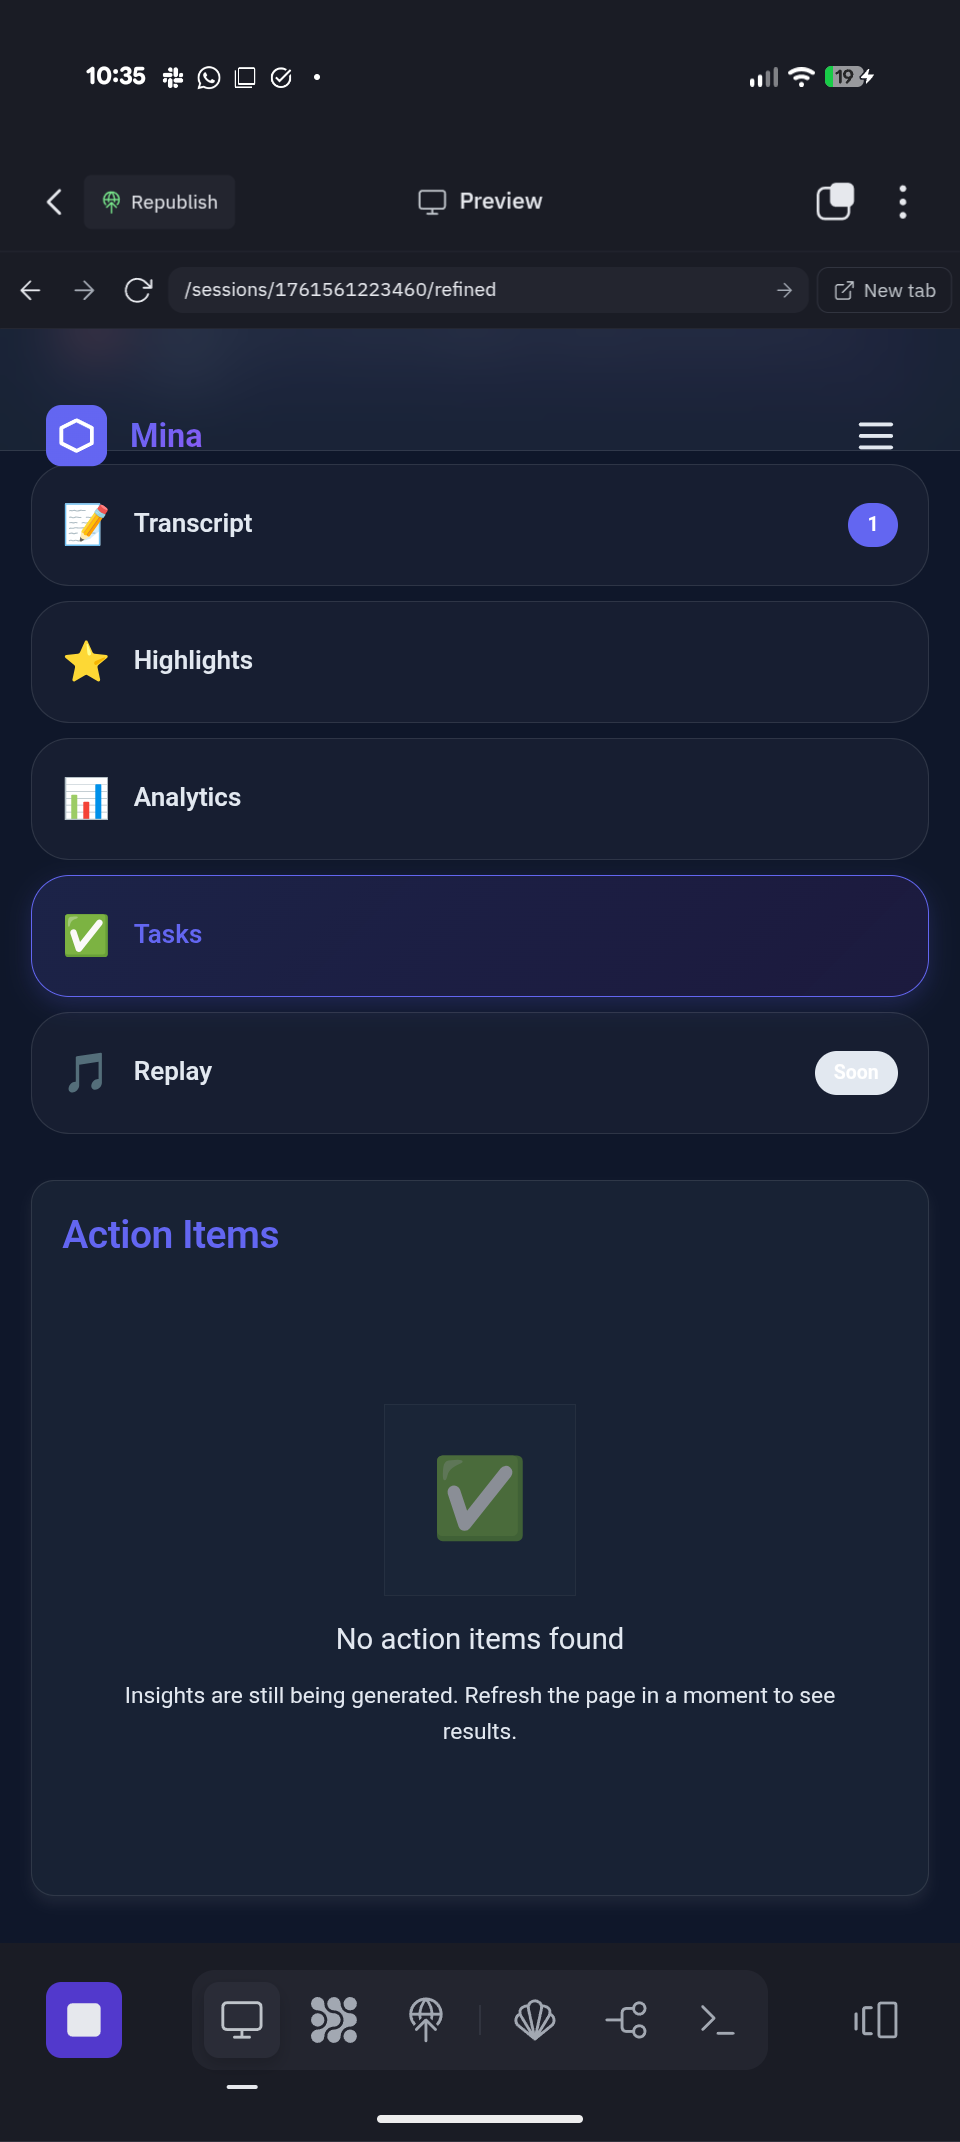 10:35
19
Republish
Preview
/sessions/1761561223460/refined
New tab
Mina
Transcript
1
Highlights
Analytics
Tasks
Replay
Soon
Action Items
No action items found
Insights are still being generated. Refresh the page in a moment to see
results.